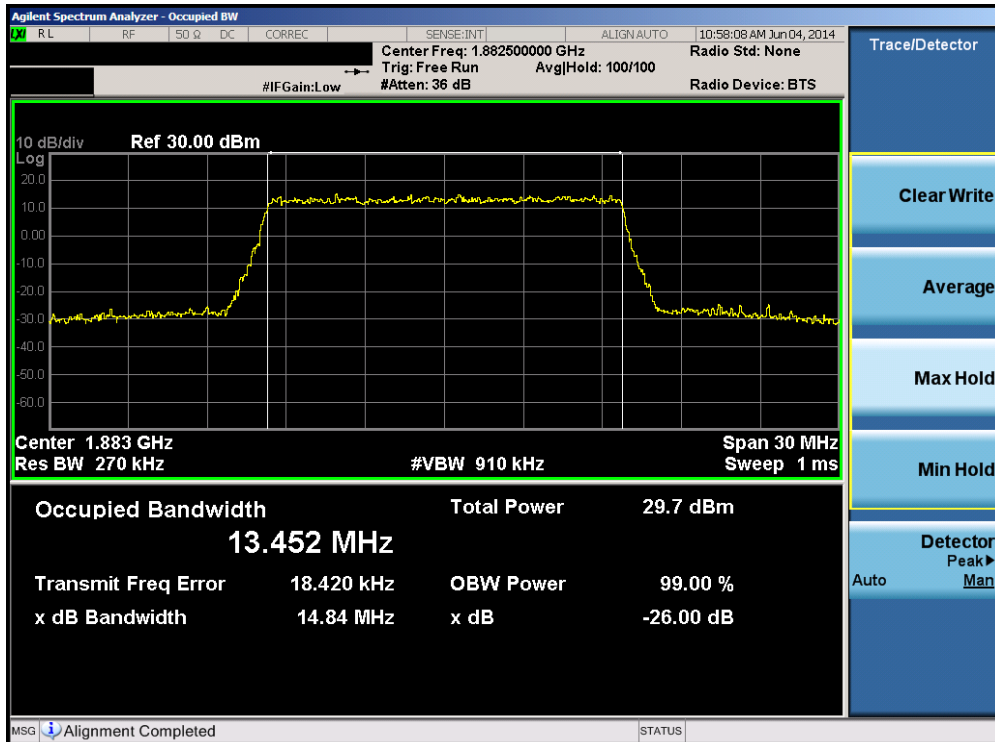 Agilent Spectrum Analyzer - Occupied BW
LXI RL RF 50 Ω DC CORREC SENSE:INT ALIGN AUTO 10:58:08 AM Jun 04, 2014
Center Freq: 1.882500000 GHz Radio Std: None
Trig: Free Run Avg|Hold: 100/100
#IFGain:Low #Atten: 36 dB Radio Device: BTS
10 dB/div Ref 30.00 dBm
Log
20.0
10.0
0.00
-10.0
-20.0
-30.0
-40.0
-50.0
-60.0
Center 1.883 GHz Span 30 MHz
Res BW 270 kHz #VBW 910 kHz Sweep 1 ms
Occupied Bandwidth Total Power 29.7 dBm
13.452 MHz
Transmit Freq Error 18.420 kHz OBW Power 99.00 %
x dB Bandwidth 14.84 MHz x dB -26.00 dB
Trace/Detector
Clear Write
Average
Max Hold
Min Hold
Detector
Peak▶
Auto Man
MSG Alignment Completed STATUS